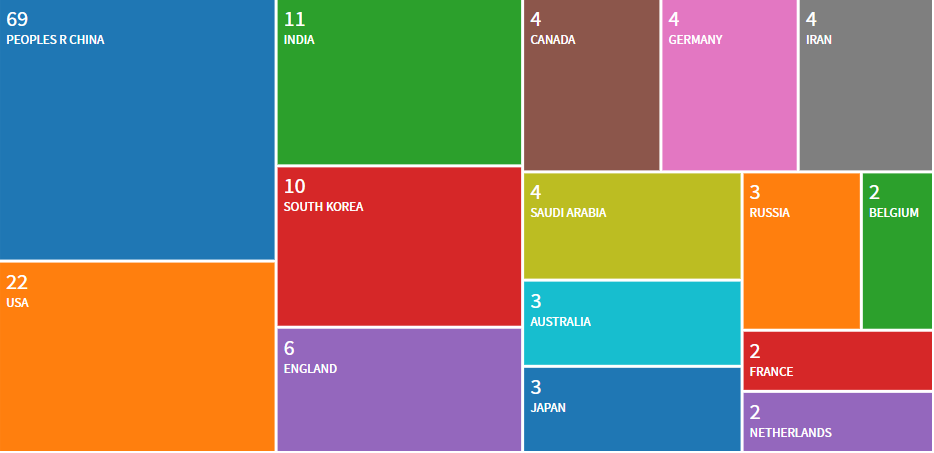 69
PEOPLES R CHINA
22
USA
11
INDIA
10
SOUTH KOREA
6
ENGLAND
4
CANADA
4
GERMANY
4
IRAN
4
SAUDI ARABIA
3
AUSTRALIA
3
JAPAN
3
RUSSIA
2
BELGIUM
2
FRANCE
2
NETHERLANDS